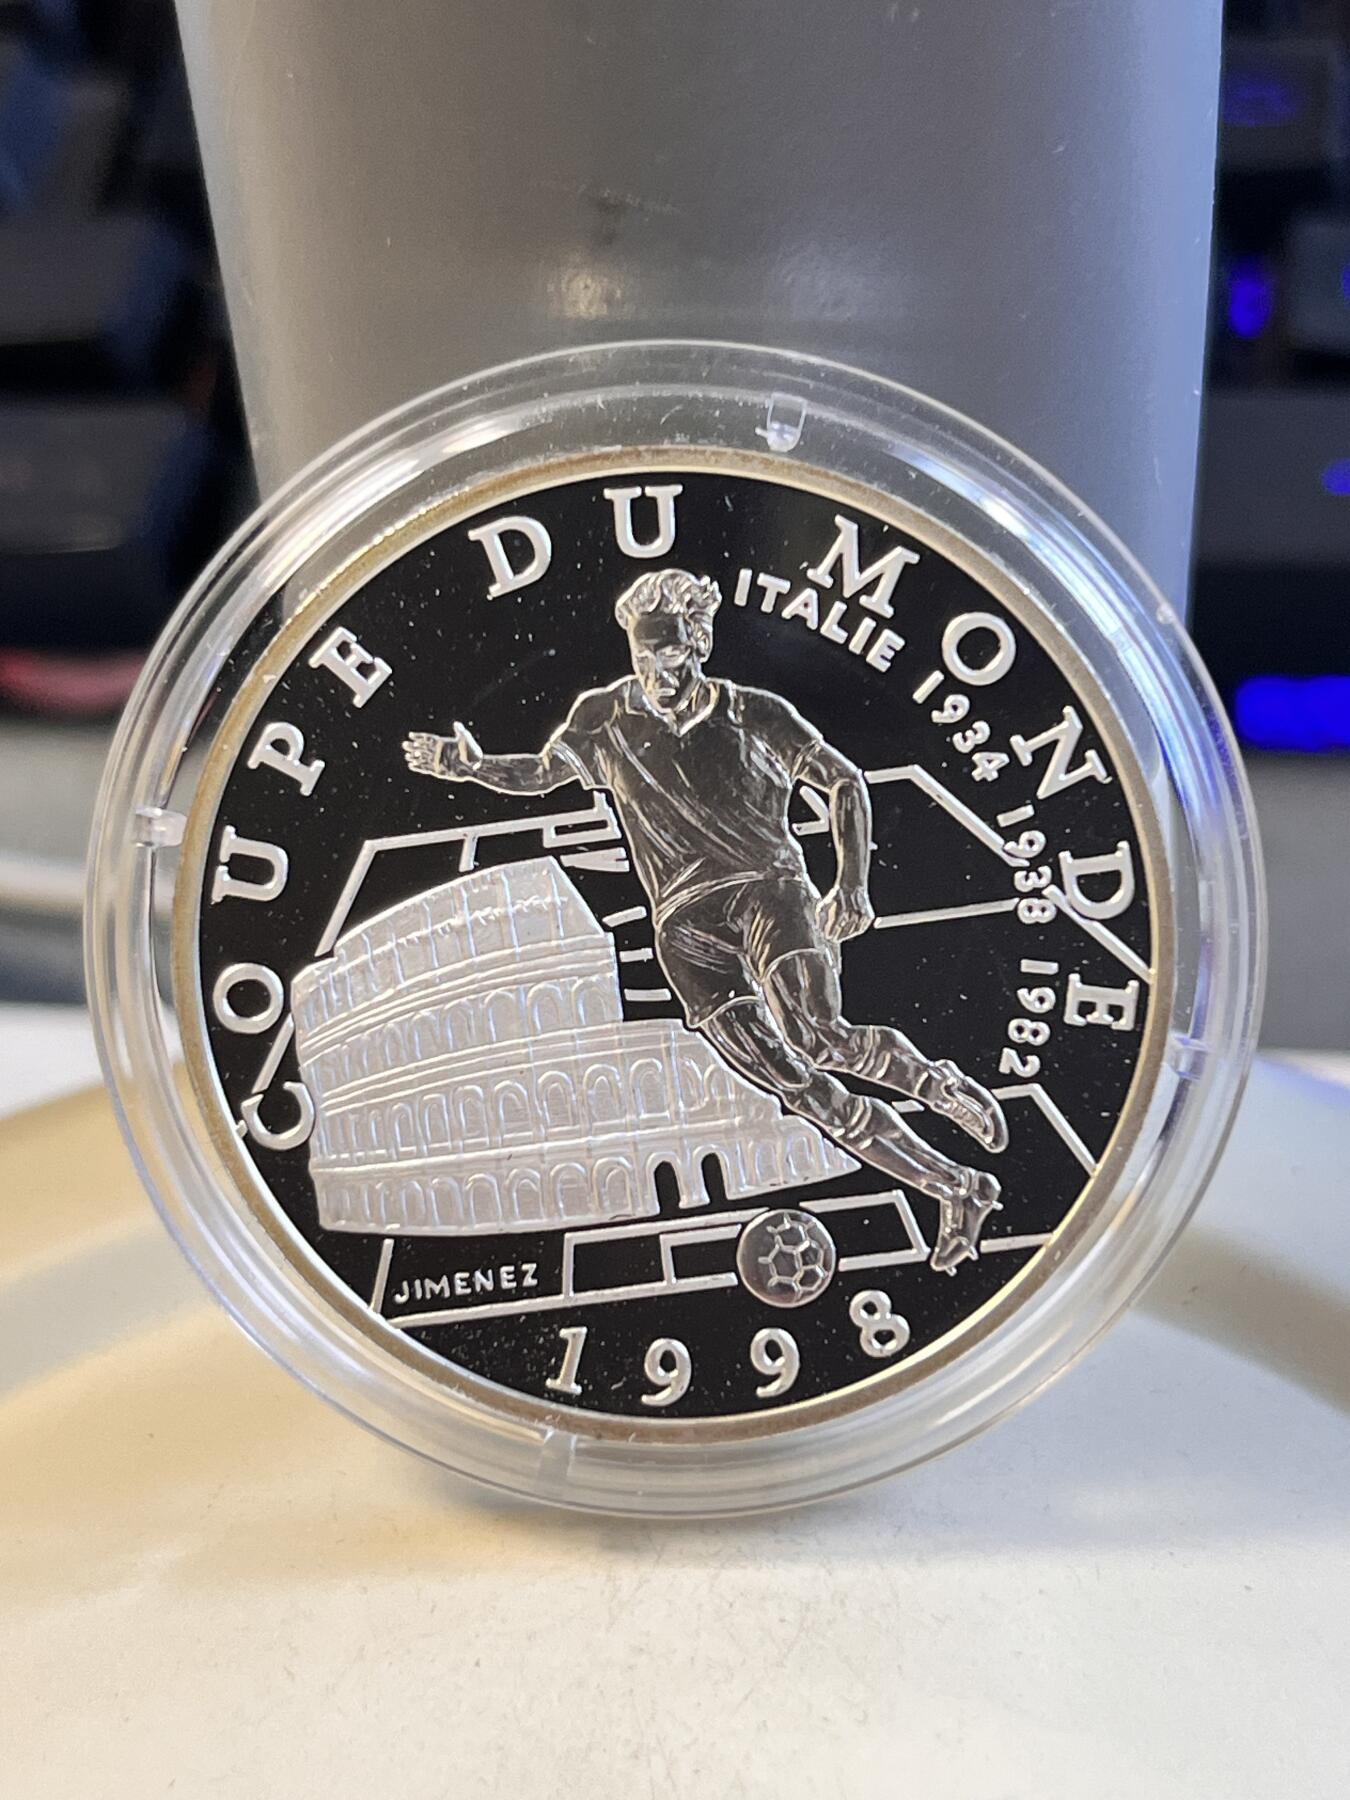 COUPE DU MONDE
ITALIE 1934 1938 1982
JIMENEZ
1998